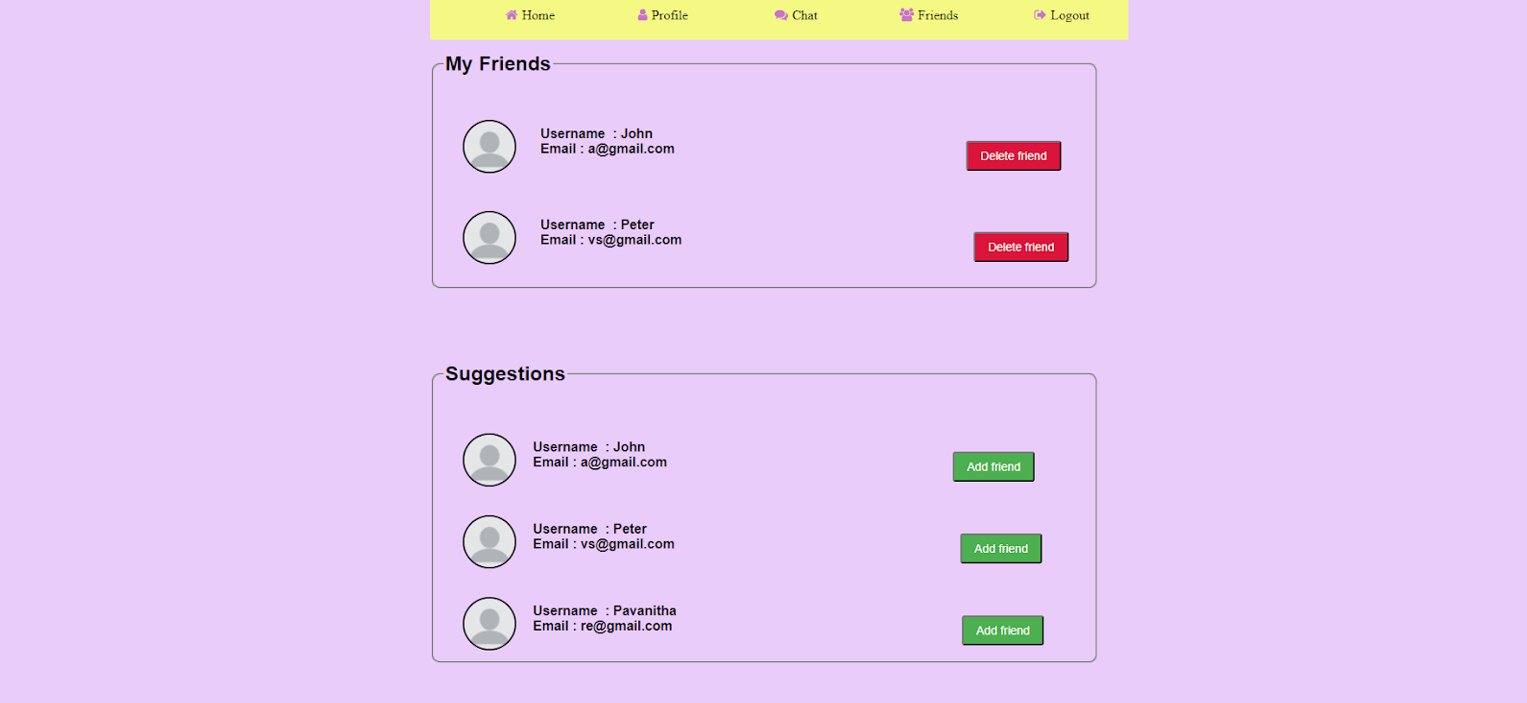 Home Profile Chat Friends Logout
My Friends
Username : John
Email : a@gmail.com
Delete friend
Username : Peter
Email : vs@gmail.com
Delete friend
Suggestions
Username : John
Email : a@gmail.com
Add friend
Username : Peter
Email : vs@gmail.com
Add friend
Username : Pavanitha
Email : re@gmail.com
Add friend